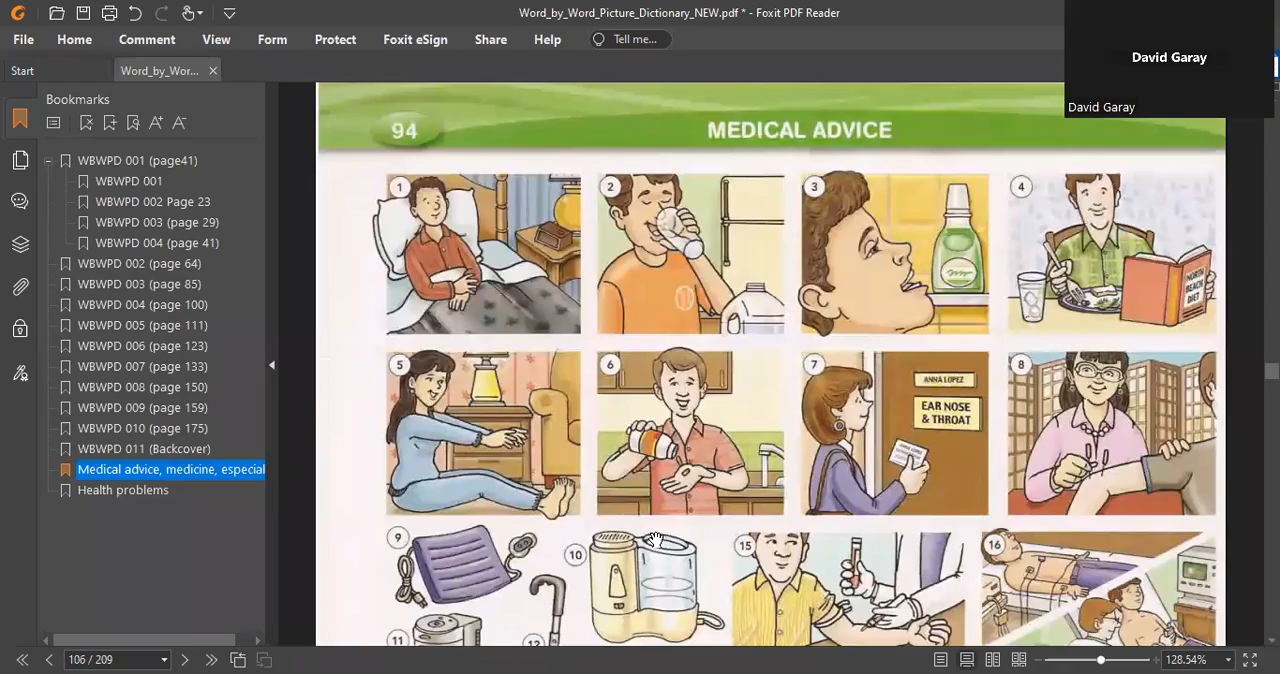 Word_by_Word_Picture_Dictionary_NEW.pdf * - Foxit PDF Reader
File Home Comment View Form Protect Foxit eSign Share Help Tell me...
David Garay
David Garay
Start
Word_by_Wor...
Bookmarks
WBWPD 001 (page41)
WBWPD 001
WBWPD 002 Page 23
WBWPD 003 (page 29)
WBWPD 004 (page 41)
WBWPD 002 (page 64)
WBWPD 003 (page 85)
WBWPD 004 (page 100)
WBWPD 005 (page 111)
WBWPD 006 (page 123)
WBWPD 007 (page 133)
WBWPD 008 (page 150)
WBWPD 009 (page 159)
WBWPD 010 (page 175)
WBWPD 011 (Backcover)
Medical advice, medicine, especial
Health problems
94 MEDICAL ADVICE
1 2 3 4
NORTH
BEACH
DIET
5 6 7 8
ANNA LOPEZ
EAR NOSE
& THROAT
9 10 15 16
11 12
106 / 209
128.54%